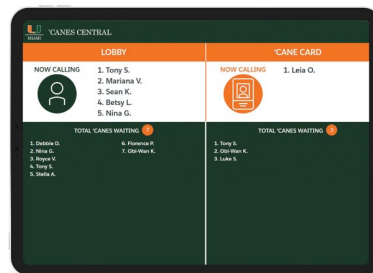 U
MIAMI
'CANES CENTRAL
LOBBY
NOW CALLING
1. Tony S.
2. Mariana V.
3. Sean K.
4. Betsy L.
5. Nina G.
'CANE CARD
NOW CALLING
1. Leia O.
TOTAL 'CANES WAITING 7
1. Debbie D.
2. Nina G.
3. Royce V.
4. Tony S.
5. Stella A.
6. Florence P.
7. Obi-Wan K.
TOTAL 'CANES WAITING 3
1. Tony S.
2. Obi-Wan K.
3. Luke S.